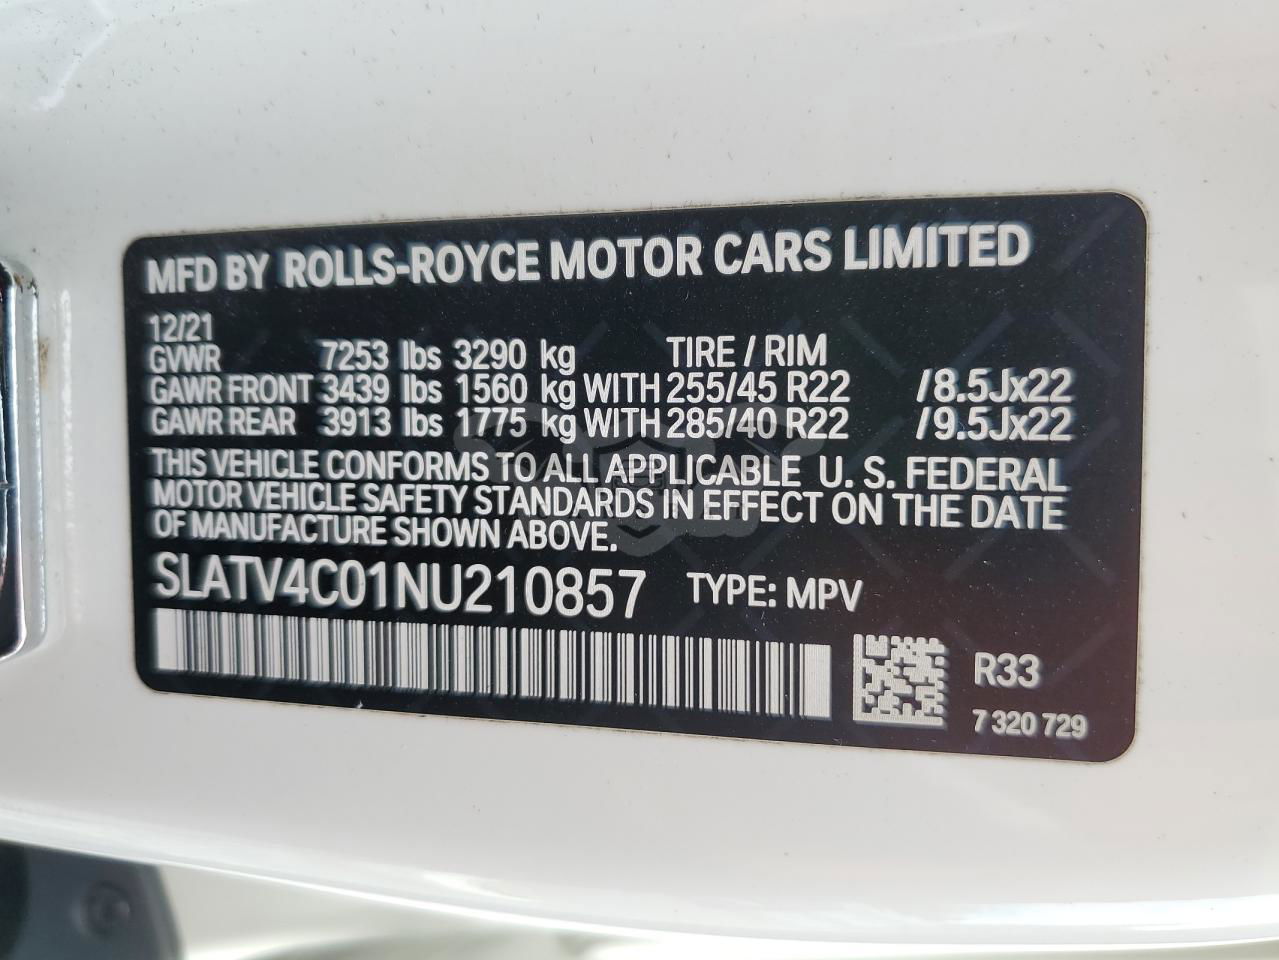 MFD BY ROLLS-ROYCE MOTOR CARS LIMITED
12/21
GVWR 7253 lbs 3290 kg TIRE / RIM
GAWR FRONT 3439 lbs 1560 kg WITH 255/45 R22 /8.5Jx22
GAWR REAR 3913 lbs 1775 kg WITH 285/40 R22 /9.5Jx22
THIS VEHICLE CONFORMS TO ALL APPLICABLE U. S. FEDERAL
MOTOR VEHICLE SAFETY STANDARDS IN EFFECT ON THE DATE
OF MANUFACTURE SHOWN ABOVE.
SLATV4C01NU210857 TYPE: MPV
R33
7 320 729